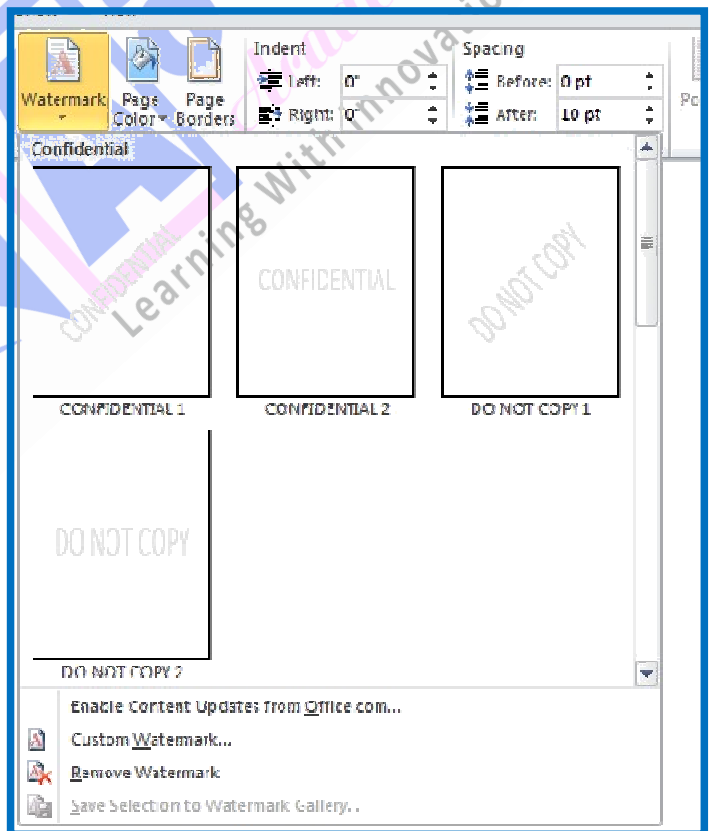 Indent Spacing
Watermark Page Color Page Borders Left: 0" Before: 0 pt
Right: 0" After: 10 pt
Confidential
CONFIDENTIAL CONFIDENTIAL DO NOT COPY
CONFIDENTIAL 1 CONFIDENTIAL 2 DO NOT COPY 1
DO NOT COPY
DO NOT COPY 2
Enable Content Updates from Office.com...
Custom Watermark...
Remove Watermark
Save Selection to Watermark Gallery...
Learning With Innovatio